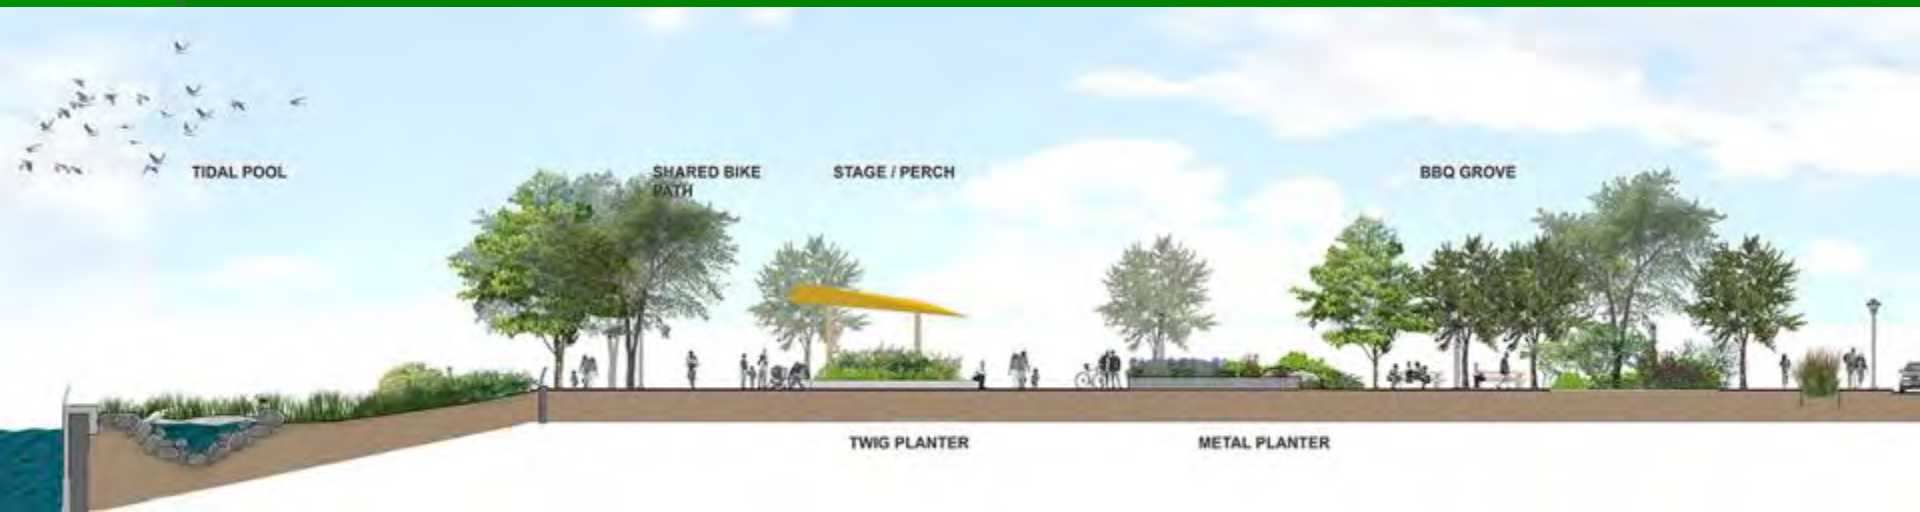 TIDAL POOL
SHARED BIKE
PATH
STAGE / PERCH
BBQ GROVE
TWIG PLANTER
METAL PLANTER